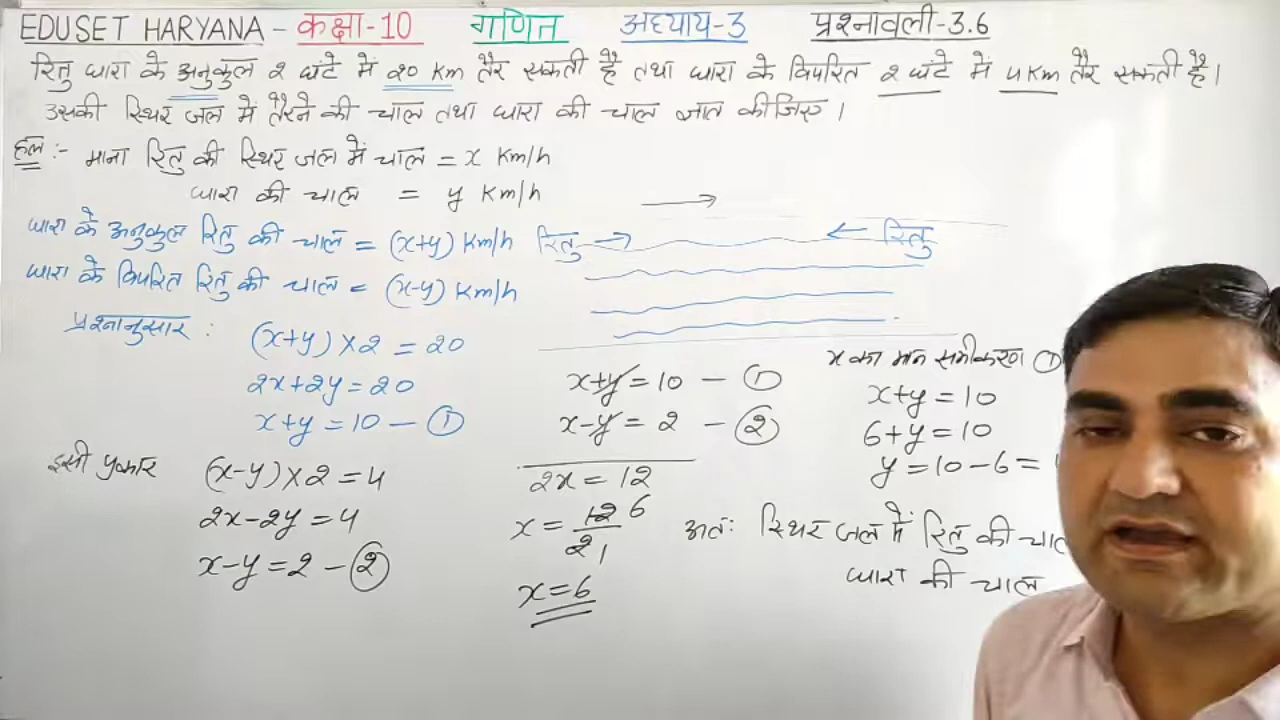 EDUSET HARYANA - कक्षा-10 गणित अध्याय-3 प्रश्नावली-3.6
रितु धारा के अनुकुल 2 घंटे में 20 Km तैर सकती है तथा धारा के विपरित 2 घंटे में 4 Km तैर सकती है।
उसकी स्थिर जल में तैरने की चाल तथा धारा की चाल ज्ञात कीजिए।
हल :- माना रितु की स्थिर जल में चाल = x Km/h
धारा की चाल = y Km/h
धारा के अनुकुल रितु की चाल = (x+y) Km/h
धारा के विपरित रितु की चाल = (x-y) Km/h
रितु
रितु
प्रश्नानुसार :
(x+y) × 2 = 20
2x+2y = 20
x+y = 10 — ①
इसी प्रकार (x-y) × 2 = 4
2x-2y = 4
x-y = 2 - ②
x+y = 10 - ①
x-y = 2 - ②
2x = 12
x = 12 6
2 1
x = 6
x का मान समीकरण ①
x+y = 10
6+y = 10
y = 10-6 =
अतः स्थिर जल में रितु की
धारा की चाल